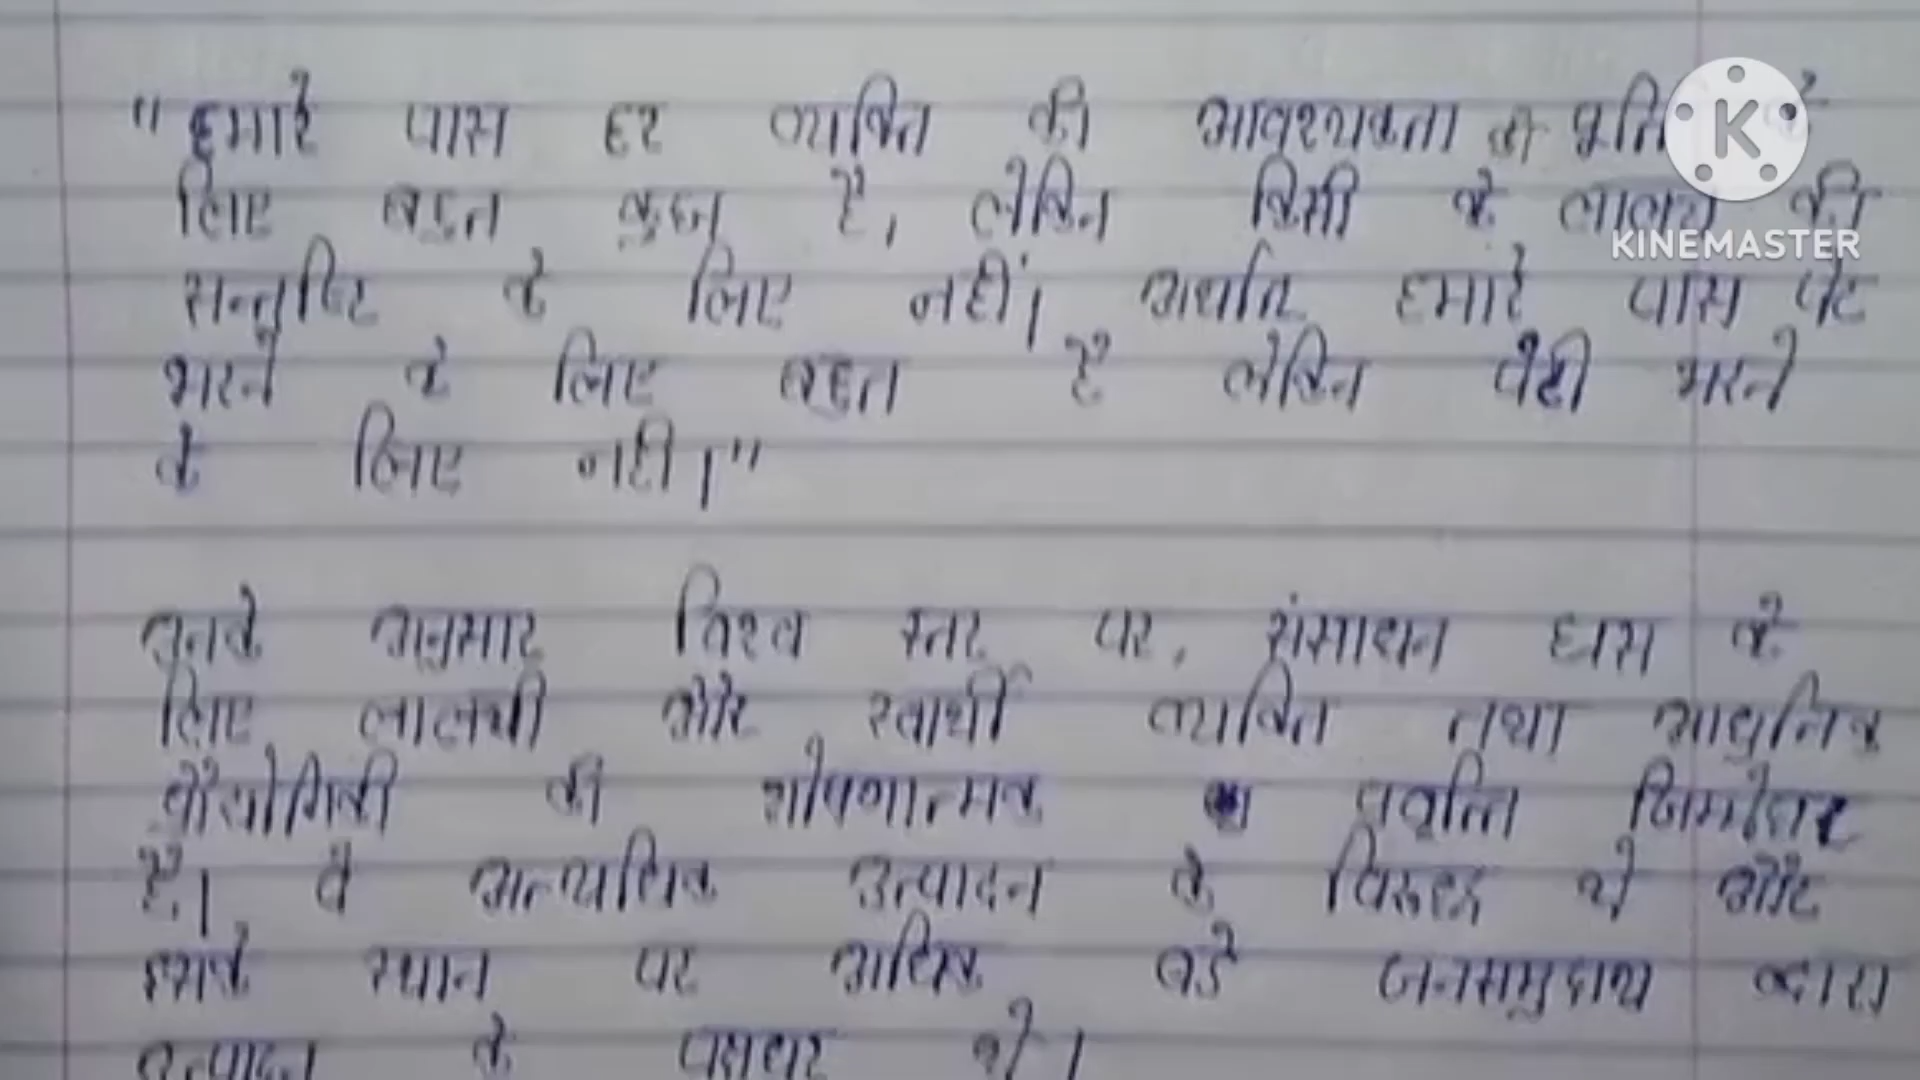 "हमारे पास हर व्यक्ति की आवश्यकता की पूर्ति के
लिए बहुत कुछ है, लेकिन किसी के लालच की
सन्तुष्टि के लिए नहीं। अर्थात हमारे पास पेट
भरने के लिए बहुत है लेकिन पेटी भरने
के लिए नही।"
उनके अनुसार विश्व स्तर पर, संसाधन ह्रास के
लिए लालची और स्वार्थी व्यक्ति तथा आधुनिक
प्रौद्योगिकी की शोषणात्मक प्रवृत्ति जिम्मेदार
है। वे अत्यधिक उत्पादन के विरुद्ध थे और
इसके स्थान पर अधिक बडे जनसमुदाय द्वारा
उत्पादन के पक्षधर थे।
K
KINEMASTER